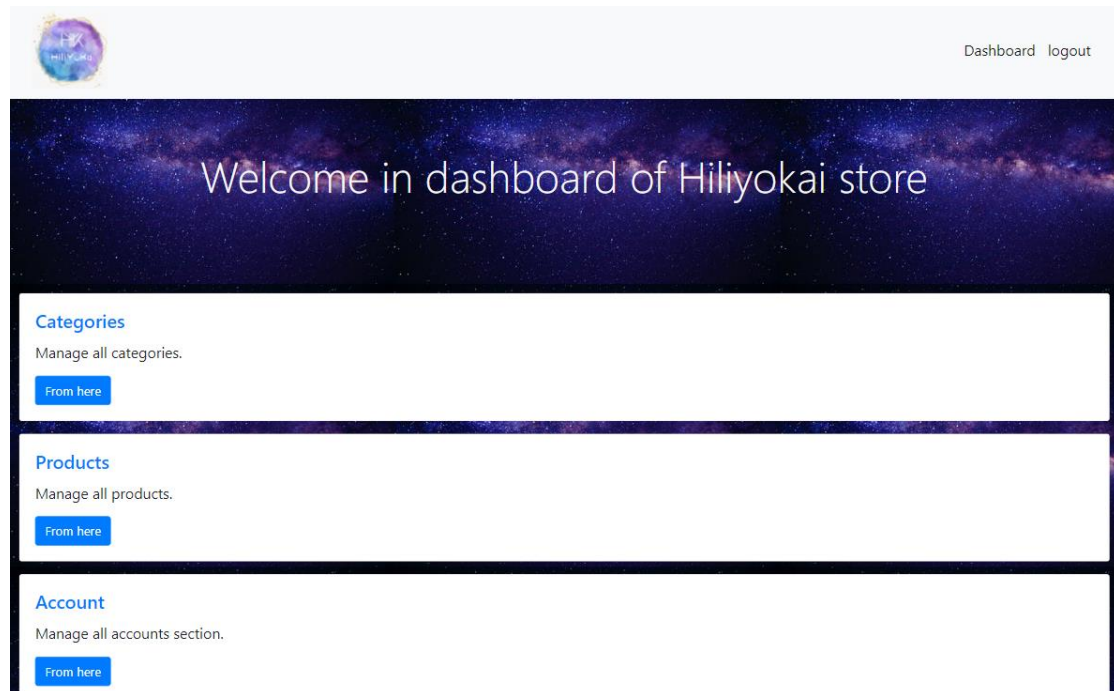 HK
Dashboard logout
Welcome in dashboard of Hiliyokai store
Categories
Manage all categories.
From here
Products
Manage all products.
From here
Account
Manage all accounts section.
From here